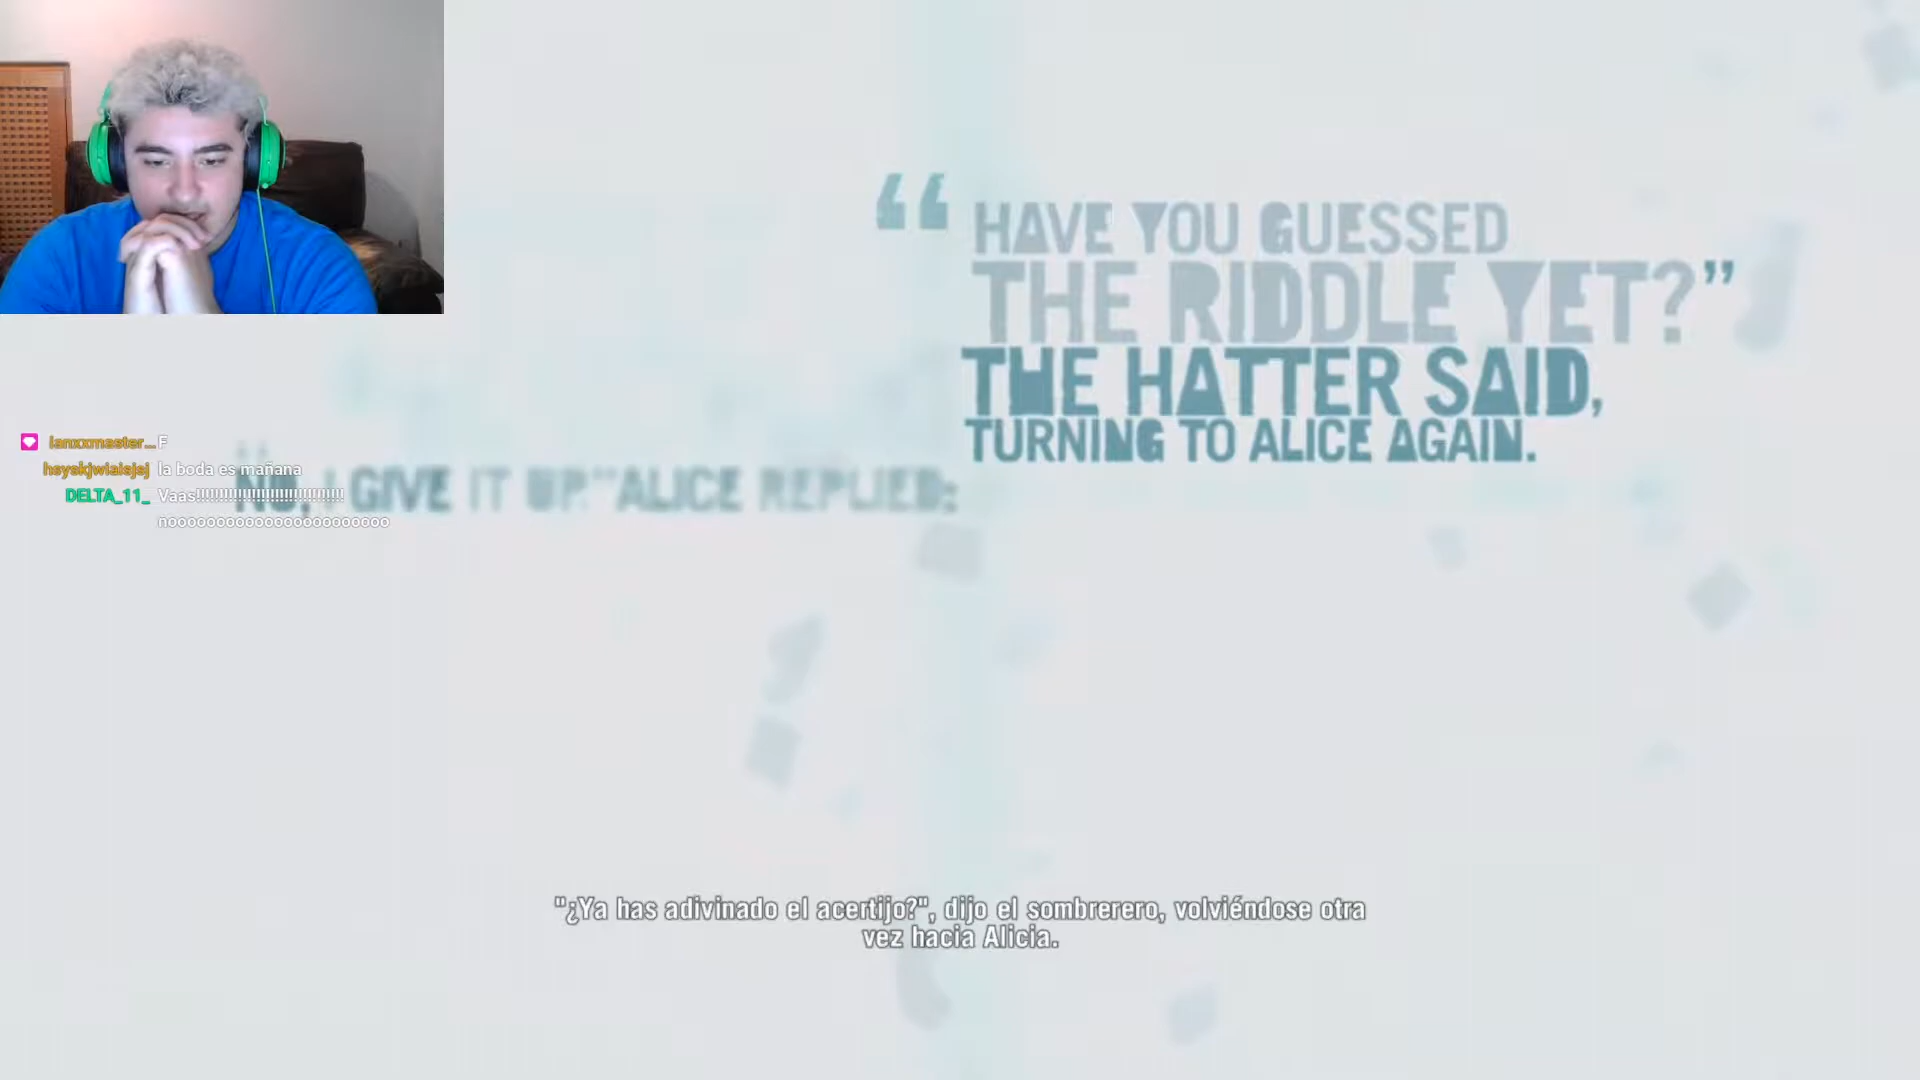 “HAVE YOU GUESSED
THE RIDDLE YET?”
THE HATTER SAID,
TURNING TO ALICE AGAIN.
"NO, I GIVE IT UP." ALICE REPLIED:
lanxxmaster... F
hsyskjwiaisjsj la boda es mañana
DELTA_11_ Vaas!!!!!!!!!!!!!!!!!!!!!!!!!!!!!!!!
nooooooooooooooooooooooo
"¿Ya has adivinado el acertijo?", dijo el sombrerero, volviéndose otra
vez hacia Alicia.